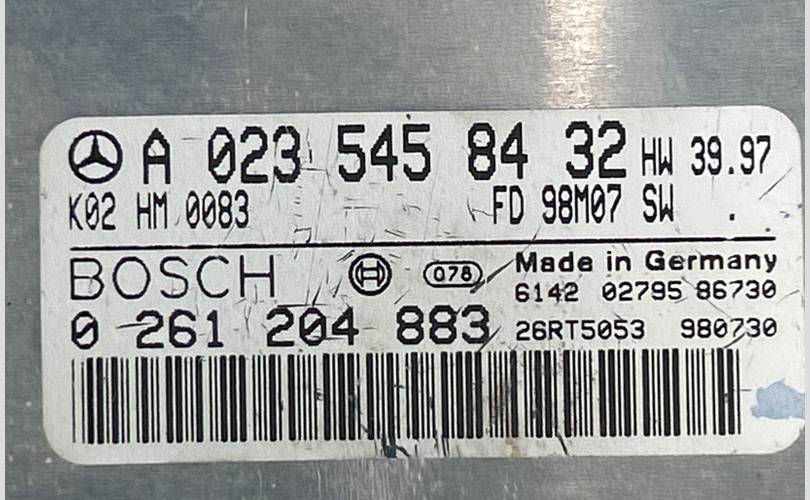 A 023 545 84 32 HW 39.97
K02 HM 0083 FD 98M07 SW .
BOSCH 078 Made in Germany
6142 02795 86730
0 261 204 883 26RT5053 980730